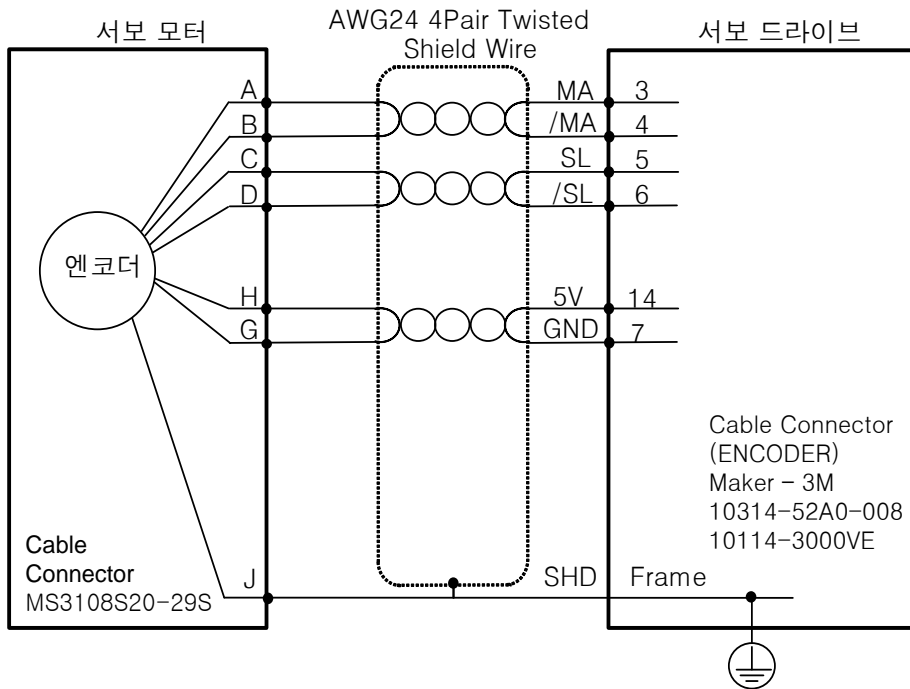 서보 모터
AWG24 4Pair Twisted
Shield Wire
서보 드라이브
A
MA
3
B
/MA
4
C
SL
5
D
/SL
6
엔코더
H
5V
14
G
GND
7
Cable Connector
(ENCODER)
Maker - 3M
10314-52A0-008
10114-3000VE
Cable
Connector
MS3108S20-29S
J
SHD
Frame